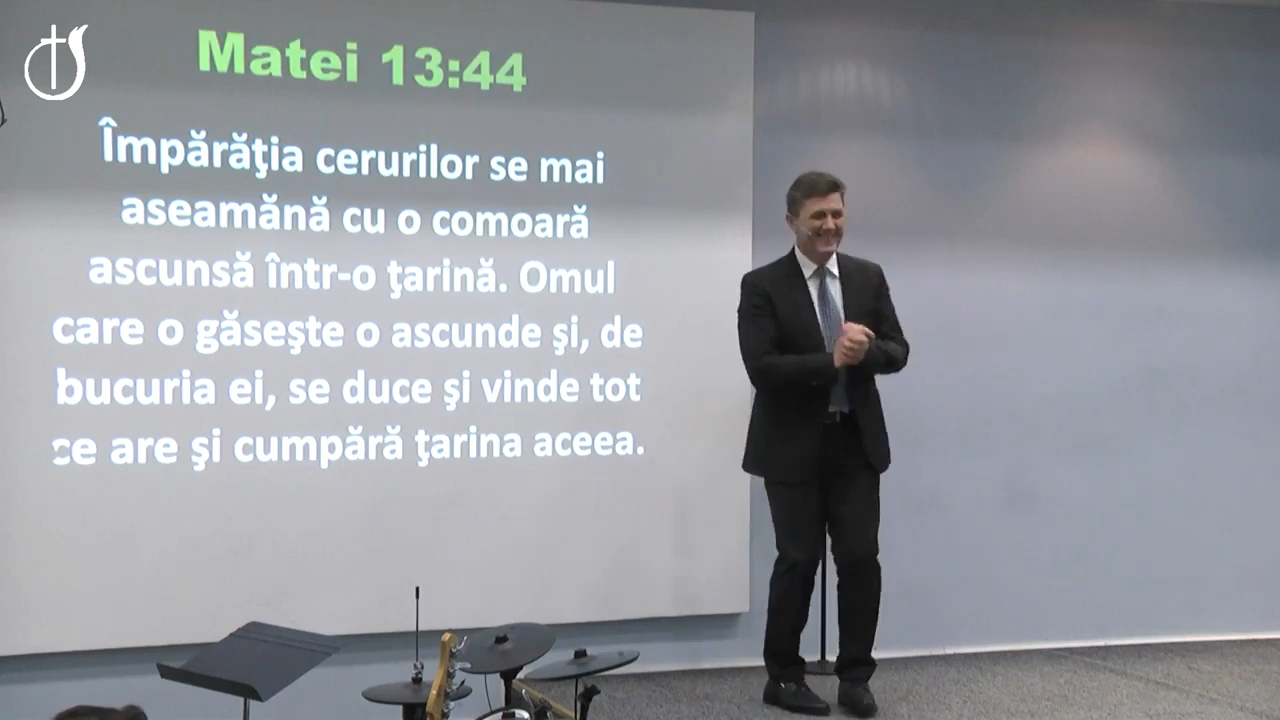 Matei 13:44
Împărăţia cerurilor se mai
aseamănă cu o comoară
ascunsă într-o ţarină. Omul
care o găseşte o ascunde şi, de
bucuria ei, se duce şi vinde tot
ce are şi cumpără ţarina aceea.